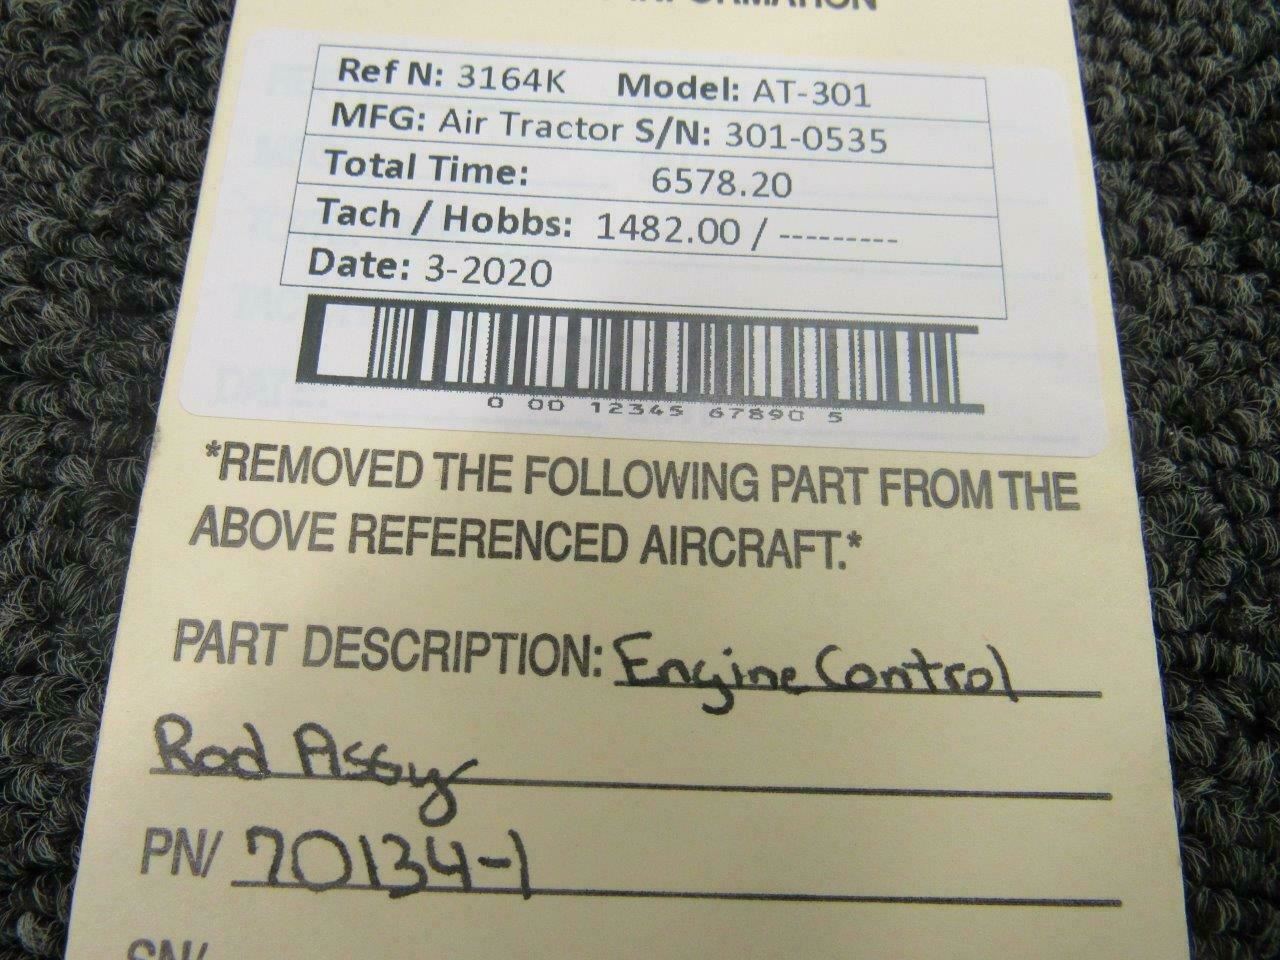 INFORMATION
Ref N: 3164K Model: AT-301
MFG: Air Tractor S/N: 301-0535
Total Time: 6578.20
Tach / Hobbs: 1482.00 / ---------
Date: 3-2020
0 00 12345 67890 5
*REMOVED THE FOLLOWING PART FROM THE
ABOVE REFERENCED AIRCRAFT.*
PART DESCRIPTION: Engine Control
Rod Assy
PN/ 70134-1
SN/